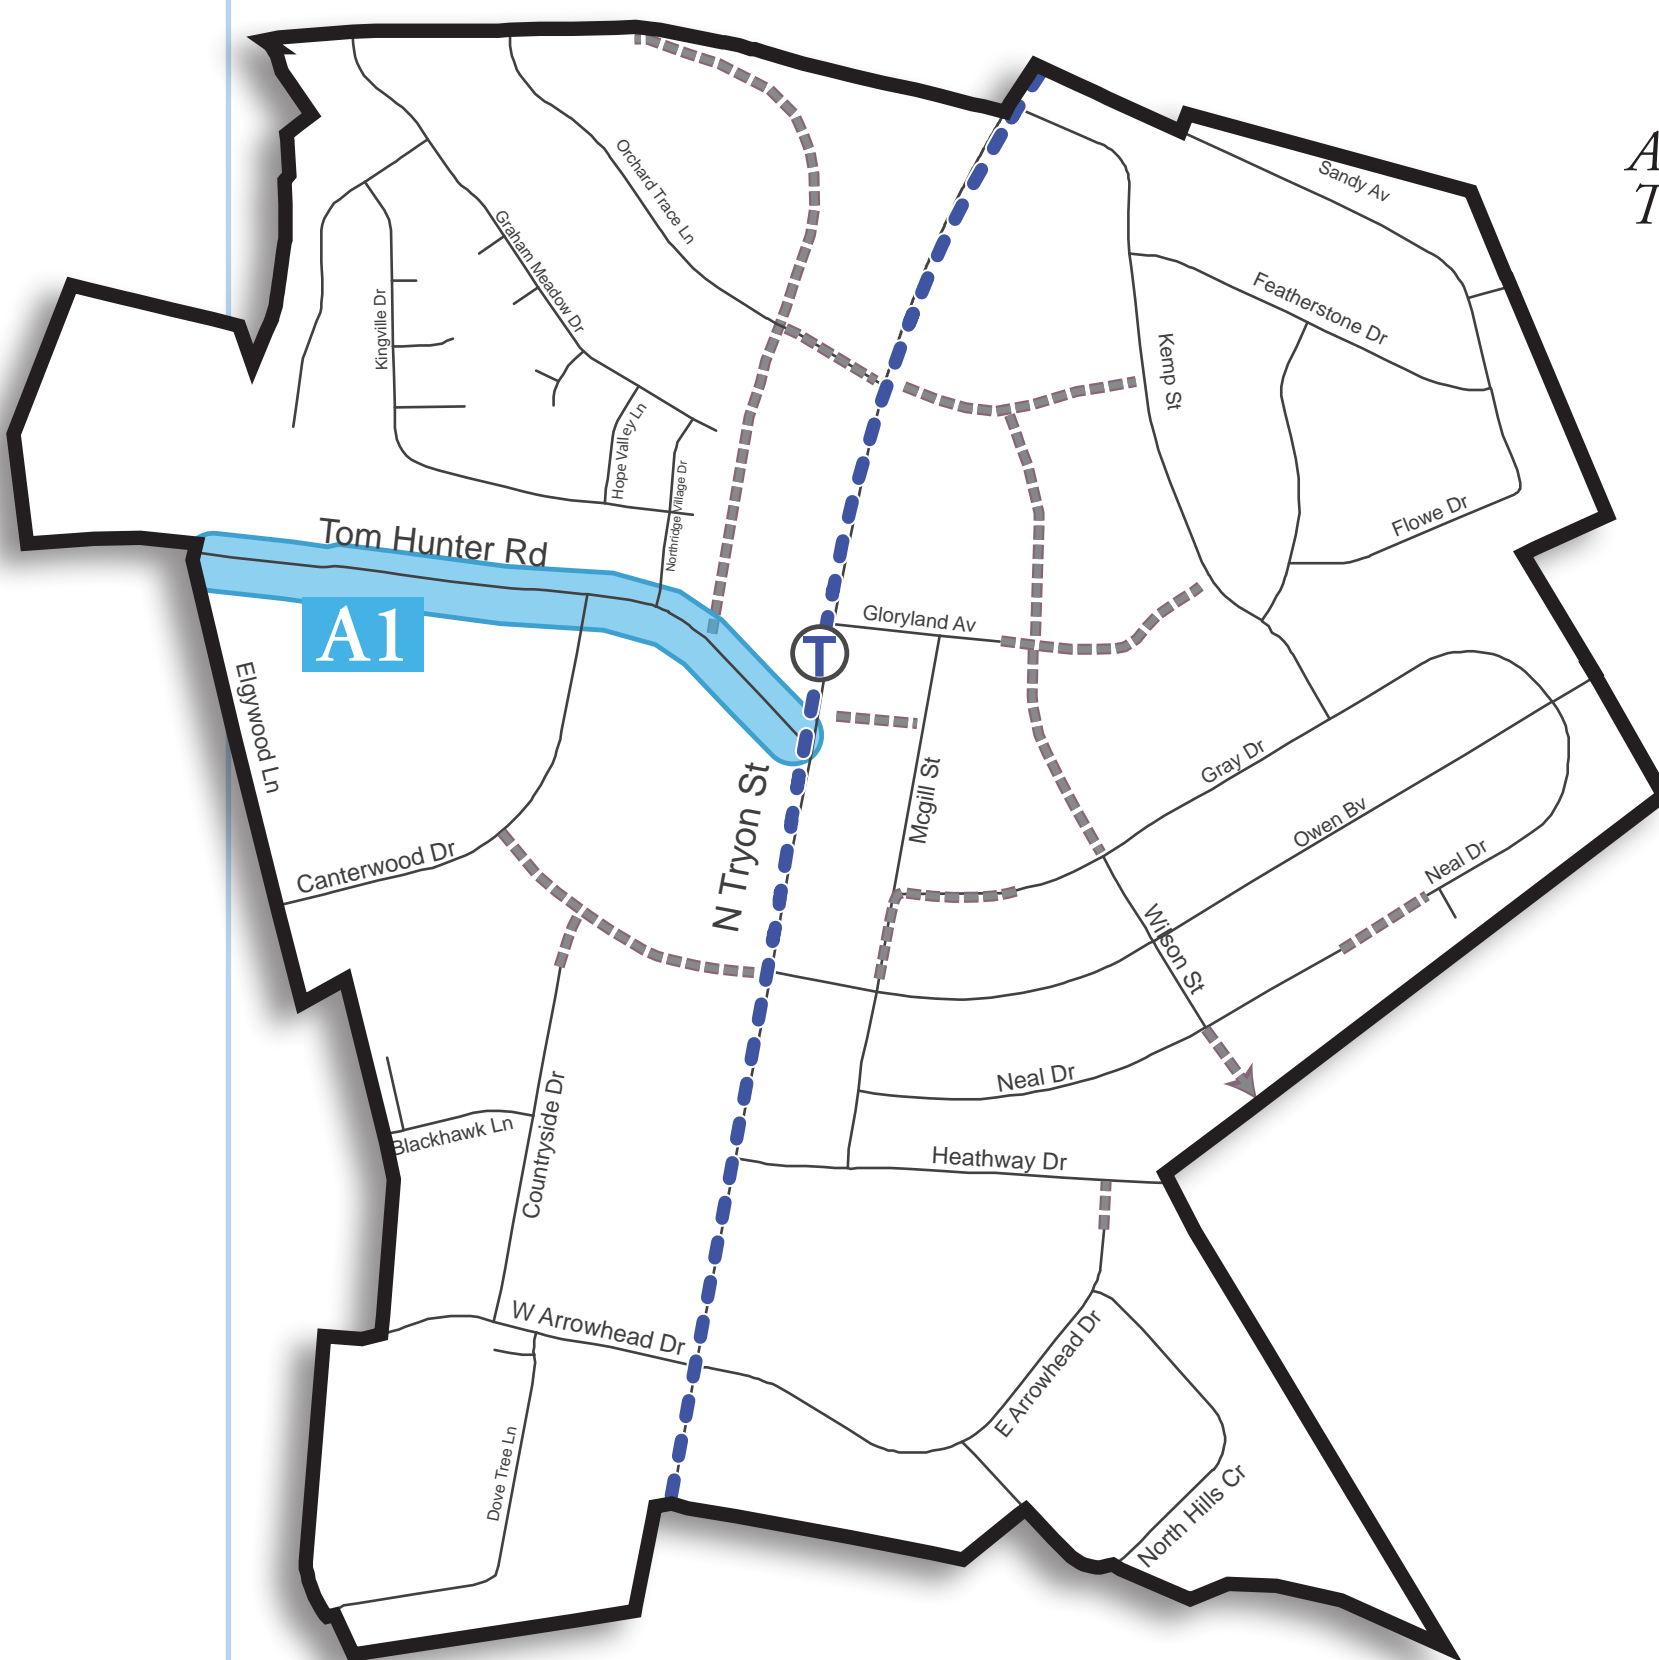 A
T
Sandy Av
Orchard Trace Ln
Graham Meadow Dr
Featherstone Dr
Kingville Dr
Kemp St
Hope Valley Ln
Northridge Village Dr
Flowe Dr
Tom Hunter Rd
A1
Gloryland Av
T
Elgywood Ln
Gray Dr
N Tryon St
Mcgill St
Owen Bv
Neal Dr
Canterwood Dr
Wilson St
Neal Dr
Blackhawk Ln
Countryside Dr
Heathway Dr
W Arrowhead Dr
E Arrowhead Dr
Dove Tree Ln
North Hills Cr